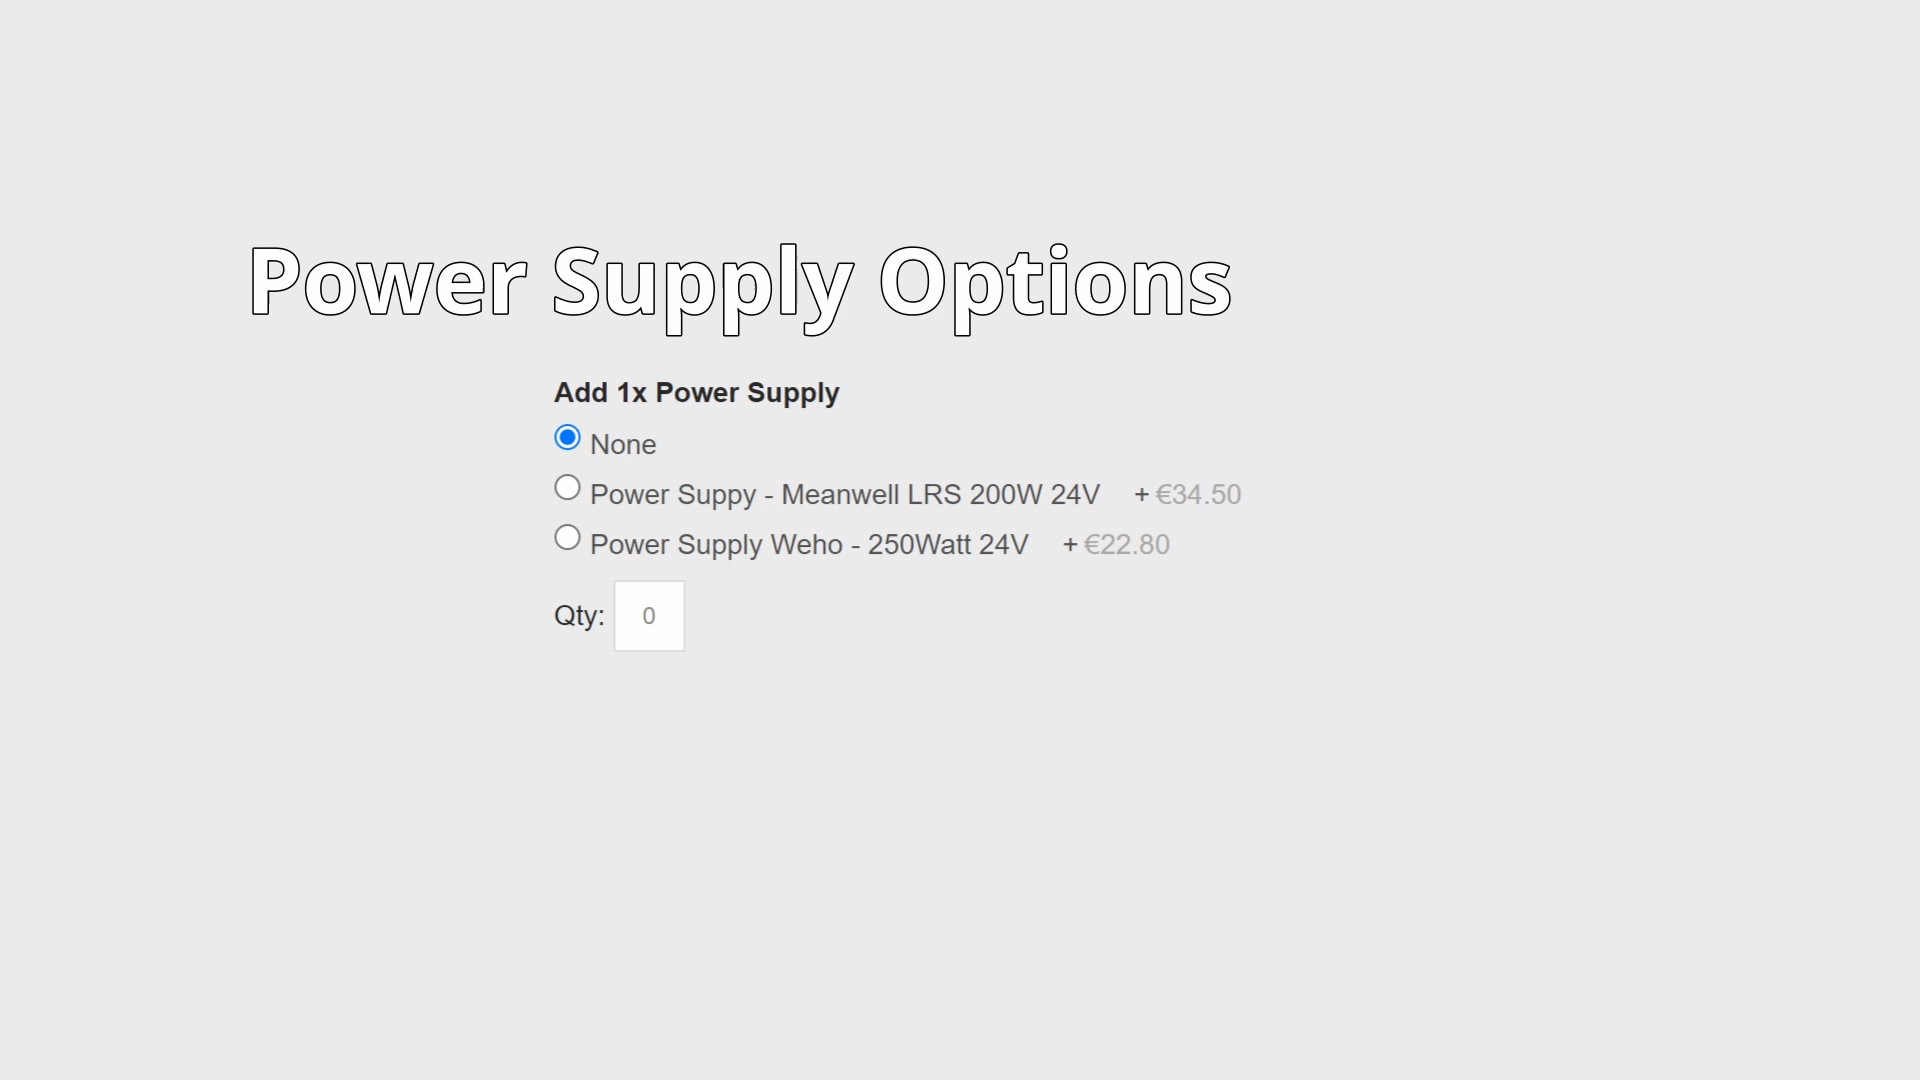 Power Supply Options
Add 1x Power Supply
None
Power Suppy - Meanwell LRS 200W 24V + €34.50
Power Supply Weho - 250Watt 24V + €22.80
Qty: 0